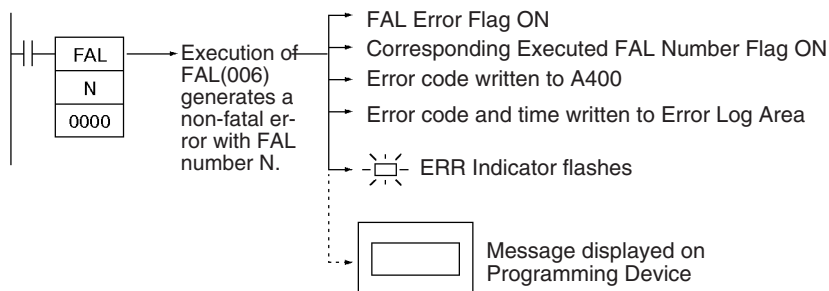 FAL
N
0000
Execution of
FAL(006)
generates a
non-fatal er-
ror with FAL
number N.
FAL Error Flag ON
Corresponding Executed FAL Number Flag ON
Error code written to A400
Error code and time written to Error Log Area
ERR Indicator flashes
Message displayed on
Programming Device